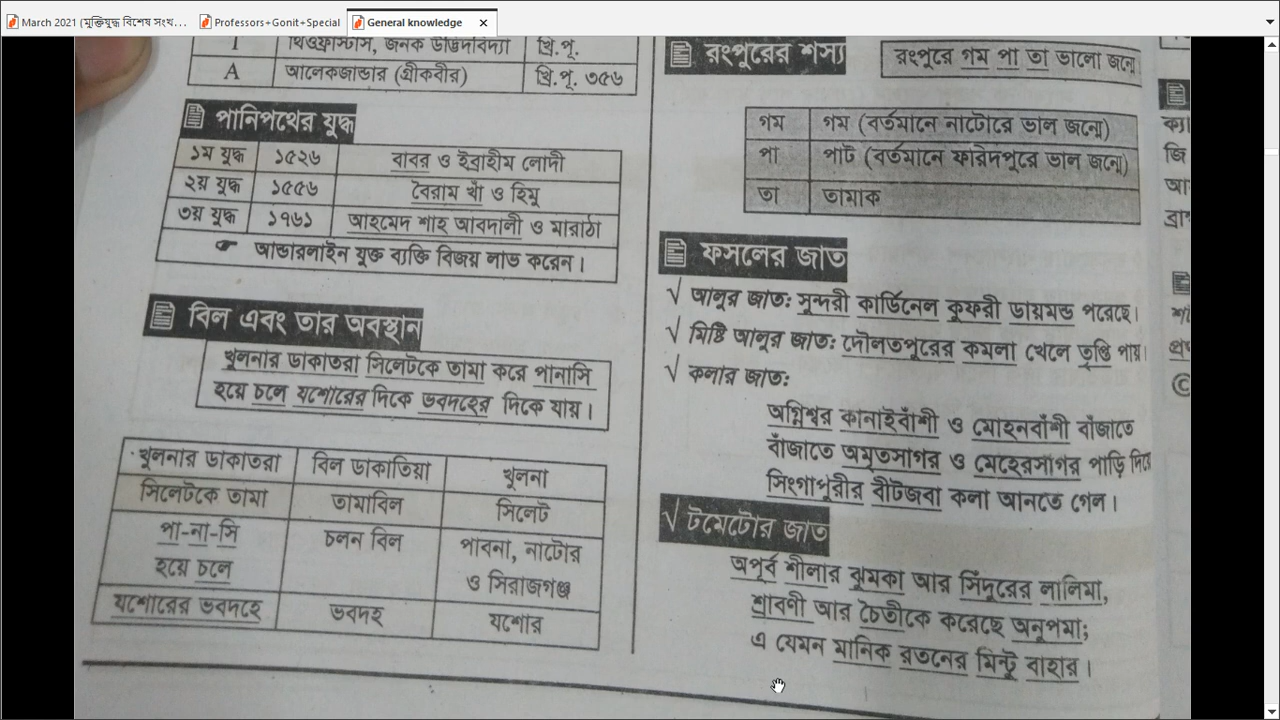 March 2021 (মুক্তিযুদ্ধ বিশেষ সংখ...
Professors+Gonit+Special
General knowledge
থিওফ্রাস্টাস, জনক উদ্ভিদবিদ্যা খ্রি.পূ.
A আলেকজান্ডার (গ্রীকবীর) খ্রি.পূ. ৩৫৬
পানিপথের যুদ্ধ
১ম যুদ্ধ ১৫২৬ বাবর ও ইব্রাহীম লোদী
২য় যুদ্ধ ১৫৫৬ বৈরাম খাঁ ও হিমু
৩য় যুদ্ধ ১৭৬১ আহমেদ শাহ আবদালী ও মারাঠা
☛ আন্ডারলাইন যুক্ত ব্যক্তি বিজয় লাভ করেন।
বিল এবং তার অবস্থান
খুলনার ডাকাতরা সিলেটকে তামা করে পানাসি
হয়ে চলে যশোরের দিকে ভবদহের দিকে যায়।
খুলনার ডাকাতরা বিল ডাকাতিয়া খুলনা
সিলেটকে তামা তামাবিল সিলেট
পা-না-সি চলন বিল পাবনা, নাটোর
হয়ে চলে ও সিরাজগঞ্জ
যশোরের ভবদহে ভবদহ যশোর
রংপুরের শস্য
রংপুরে গম পা তা ভালো জন্মে
গম গম (বর্তমানে নাটোরে ভাল জন্মে)
পা পাট (বর্তমানে ফরিদপুরে ভাল জন্মে)
তা তামাক
ফসলের জাত
√ আলুর জাত: সুন্দরী কার্ডিনেল কুফরী ডায়মন্ড পরেছে।
√ মিষ্টি আলুর জাত: দৌলতপুরের কমলা খেলে তৃপ্তি পায়।
√ কলার জাত:
অগ্নিশ্বর কানাইবাঁশী ও মোহনবাঁশী বাঁজাতে
বাঁজাতে অমৃতসাগর ও মেহেরসাগর পাড়ি দিয়ে
সিংগাপুরীর বীটজবা কলা আনতে গেল।
√ টমেটোর জাত
অপূর্ব শীলার ঝুমকা আর সিঁদুরের লালিমা,
শ্রাবণী আর চৈতীকে করেছে অনুপমা;
এ যেমন মানিক রতনের মিন্টু বাহার।